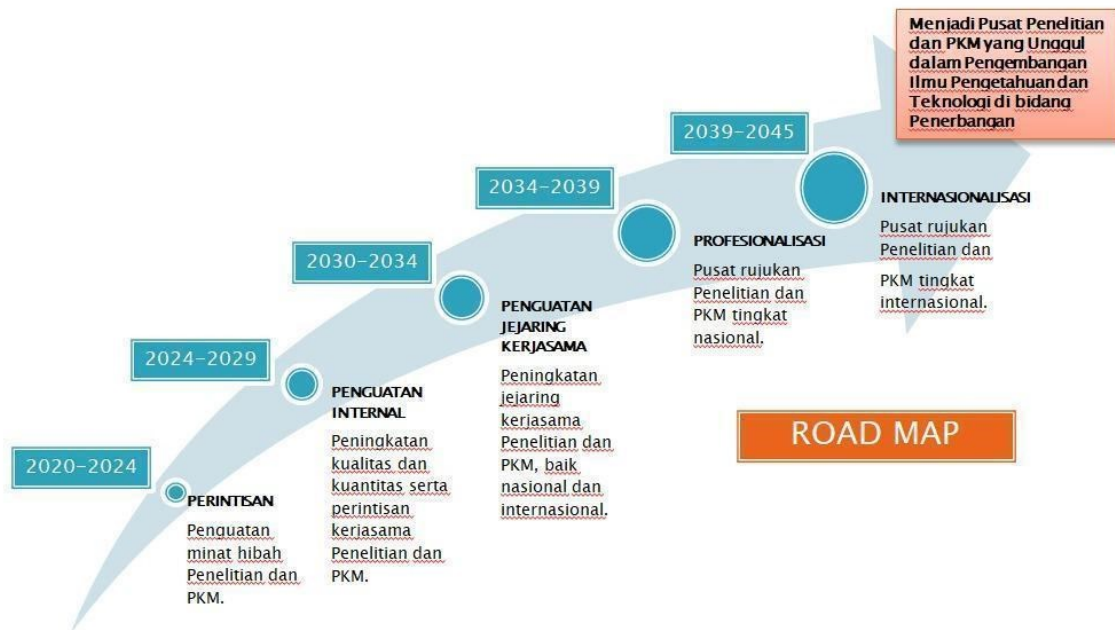 Menjadi Pusat Penelitian
dan PKM yang Unggul
dalam Pengembangan
Ilmu Pengetahuan dan
Teknologi di bidang
Penerbangan
2039-2045
INTERNASIONALISASI
Pusat rujukan
Penelitian dan
PKM tingkat
internasional.
2034-2039
PROFESIONALISASI
Pusat rujukan
Penelitian dan
PKM tingkat
nasional.
2030-2034
PENGUATAN
JEJARING
KERJASAMA
Peningkatan
jejaring
kerjasama
Penelitian dan
PKM, baik
nasional dan
internasional.
2024-2029
PENGUATAN
INTERNAL
Peningkatan
kualitas dan
kuantitas serta
perintisan
kerjasama
Penelitian dan
PKM.
2020-2024
PERINTISAN
Penguatan
minat hibah
Penelitian dan
PKM.
ROAD MAP